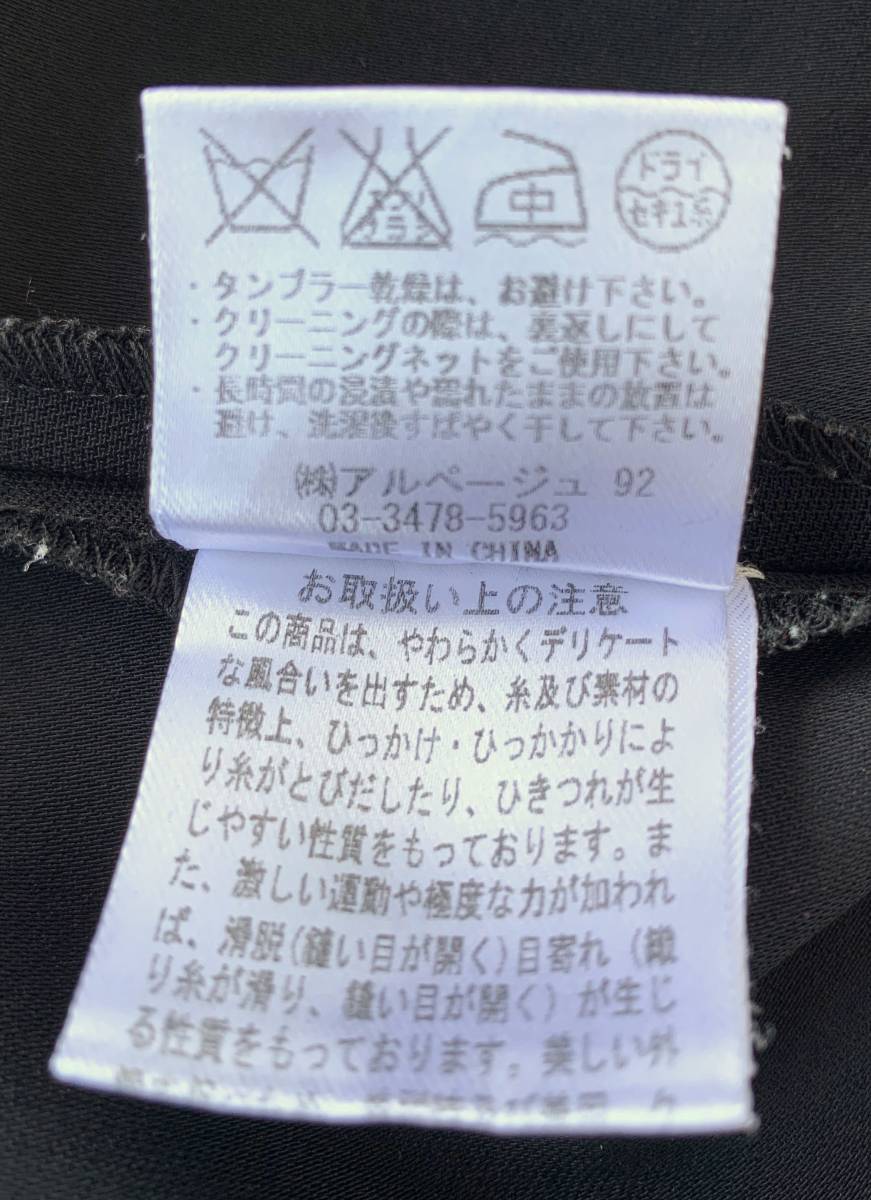 エンソ
サラシ
中
ドライ
セキユ系
・タンブラー乾燥は、お避け下さい。
・クリーニングの際は、裏返しにして
クリーニングネットをご使用下さい。
・長時間の浸漬や濡れたままの放置は
避け、洗濯後すばやく干して下さい。
㈱アルページュ 92
03-3478-5963
MADE IN CHINA
お取扱い上の注意
この商品は、やわらかくデリケート
な風合いを出すため、糸及び素材の
特徴上、ひっかけ・ひっかかりによ
り糸がとびだしたり、ひきつれが生
じやすい性質をもっております。ま
た、激しい運動や極度な力が加われ
ば、滑脱(縫い目が開く)目寄れ(織
り糸が滑り、縫い目が開く)が生じ
る性質をもっております。美しい外